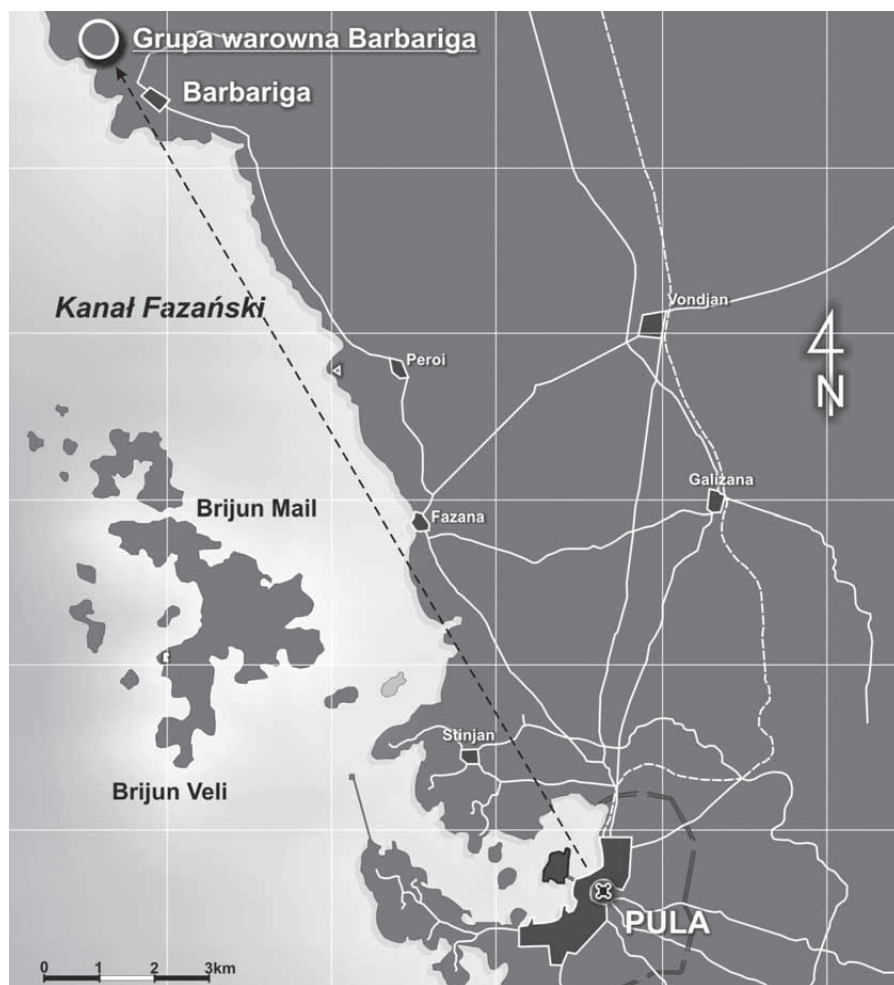 Grupa warowna Barbariga
Barbariga
Kanał Fazański
Vondjan
Peroi
N
Galiżana
Brijun Mail
Fazana
Stinjan
Brijun Veli
PULA
0 1 2 3km